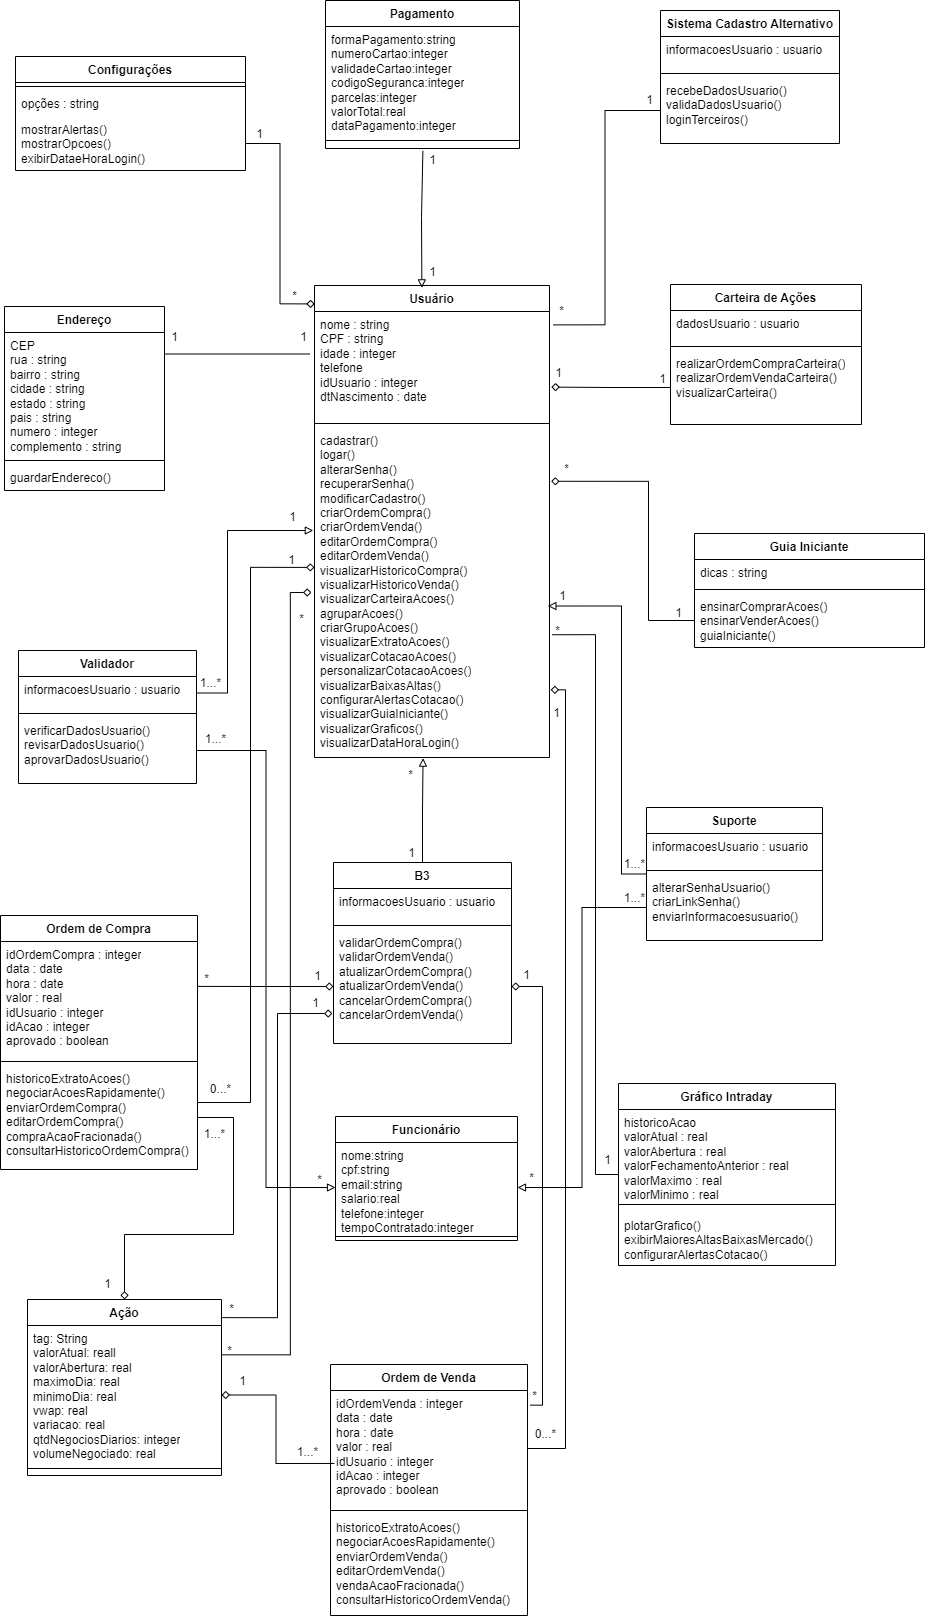 Pagamento
formaPagamento:string
numeroCartao:integer
validadeCartao:integer
codigoSeguranca:integer
parcelas:integer
valorTotal:real
dataPagamento:integer
1
1
Sistema Cadastro Alternativo
informacoesUsuario : usuario
recebeDadosUsuario()
validaDadosUsuario()
loginTerceiros()
1
*
Configurações
opções : string
mostrarAlertas()
mostrarOpcoes()
exibirDataeHoraLogin()
1
*
Endereço
CEP
rua : string
bairro : string
cidade : string
estado : string
pais : string
numero : integer
complemento : string
guardarEndereco()
1
1
Usuário
nome : string
CPF : string
idade : integer
telefone
idUsuario : integer
dtNascimento : date
cadastrar()
logar()
alterarSenha()
recuperarSenha()
modificarCadastro()
criarOrdemCompra()
criarOrdemVenda()
editarOrdemCompra()
editarOrdemVenda()
visualizarHistoricoCompra()
visualizarHistoricoVenda()
visualizarCarteiraAcoes()
agruparAcoes()
criarGrupoAcoes()
visualizarExtratoAcoes()
visualizarCotacaoAcoes()
personalizarCotacaoAcoes()
visualizarBaixasAltas()
configurarAlertasCotacao()
visualizarGuiaIniciante()
visualizarGraficos()
visualizarDataHoraLogin()
Carteira de Ações
dadosUsuario : usuario
realizarOrdemCompraCarteira()
realizarOrdemVendaCarteira()
visualizarCarteira()
1
1
*
1
Guia Iniciante
dicas : string
ensinarComprarAcoes()
ensinarVenderAcoes()
guiaIniciante()
1
1
*
1
*
1
Validador
informacoesUsuario : usuario
verificarDadosUsuario()
revisarDadosUsuario()
aprovarDadosUsuario()
1...*
1...*
*
1
B3
informacoesUsuario : usuario
validarOrdemCompra()
validarOrdemVenda()
atualizarOrdemCompra()
atualizarOrdemVenda()
cancelarOrdemCompra()
cancelarOrdemVenda()
Suporte
informacoesUsuario : usuario
alterarSenhaUsuario()
criarLinkSenha()
enviarInformacoesusuario()
1...*
1...*
Ordem de Compra
idOrdemCompra : integer
data : date
hora : date
valor : real
idUsuario : integer
idAcao : integer
aprovado : boolean
historicoExtratoAcoes()
negociarAcoesRapidamente()
enviarOrdemCompra()
editarOrdemCompra()
compraAcaoFracionada()
consultarHistoricoOrdemCompra()
*
1
1
1
0...*
1...*
Funcionário
nome:string
cpf:string
email:string
salario:real
telefone:integer
tempoContratado:integer
*
*
Gráfico Intraday
historicoAcao
valorAtual : real
valorAbertura : real
valorFechamentoAnterior : real
valorMaximo : real
valorMinimo : real
plotarGrafico()
exibirMaioresAltasBaixasMercado()
configurarAlertasCotacao()
1
1
Ação
tag: String
valorAtual: reall
valorAbertura: real
maximoDia: real
minimoDia: real
vwap: real
variacao: real
qtdNegociosDiarios: integer
volumeNegociado: real
*
*
1
1...*
Ordem de Venda
idOrdemVenda : integer
data : date
hora : date
valor : real
idUsuario : integer
idAcao : integer
aprovado : boolean
historicoExtratoAcoes()
negociarAcoesRapidamente()
enviarOrdemVenda()
editarOrdemVenda()
vendaAcaoFracionada()
consultarHistoricoOrdemVenda()
*
0...*